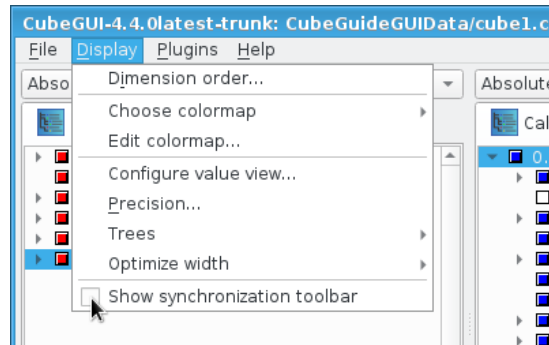 CubeGUI-4.4.0latest-trunk: CubeGuideGUIData/cube1.c
File Display Plugins Help
Abso
Absolute
Dimension order...
Choose colormap
Cal
Edit colormap...
0.
Configure value view...
Precision...
Trees
Optimize width
Show synchronization toolbar